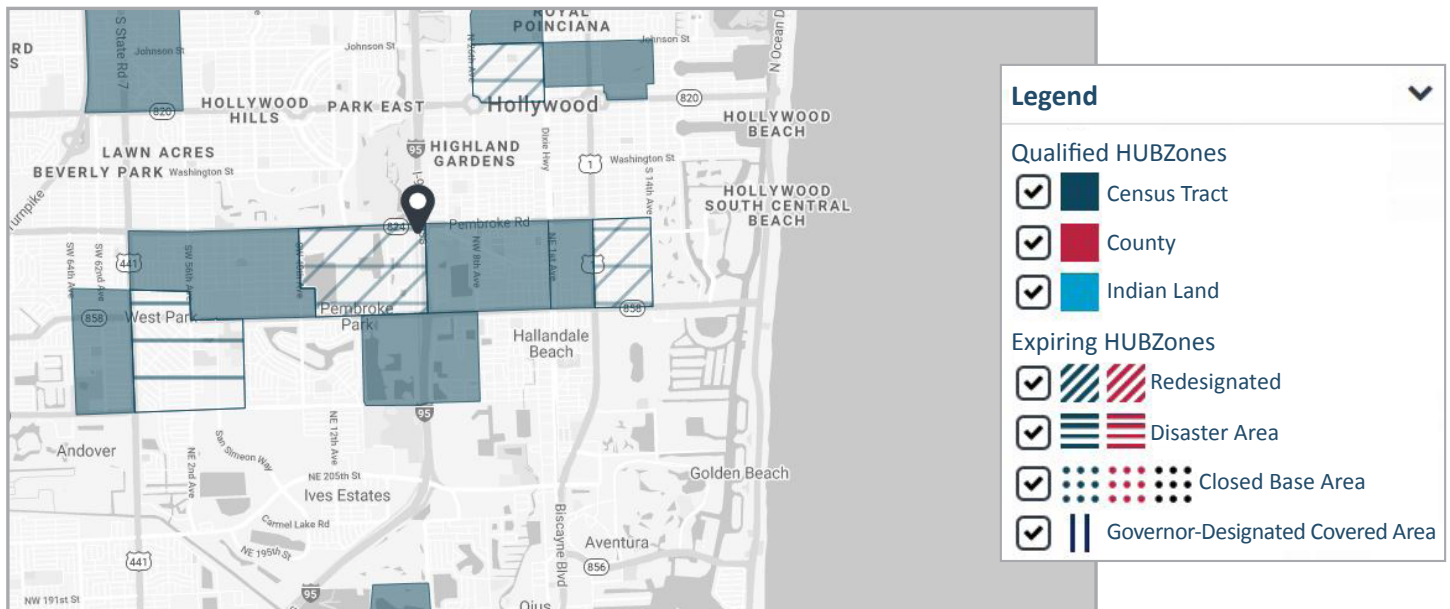 ROYAL
POINCIANA
RD
S
S State Rd 7
Johnson St
Johnson St
N 26th Ave
Johnson St
N Ocean D
820
HOLLYWOOD
HILLS
PARK EAST
Hollywood
820
HOLLYWOOD
BEACH
LAWN ACRES
BEVERLY PARK
Washington St
95
HIGHLAND
GARDENS
Dixie Hwy
1
Washington St
S 14th Ave
HOLLYWOOD
SOUTH CENTRAL
BEACH
Turnpike
824
Pembroke Rd
SW 64th Ave
SW 62nd Ave
441
SW 56th Ave
NW 8th Ave
NE 1st Ave
1
858
West Park
Pembroke
Park
858
Hallandale
Beach
95
Andover
NE 2nd Ave
San Simeon Way
NE 12th Ave
NE 205th St
Ives Estates
Golden Beach
Carmel Lake Rd
NE 195th St
Biscayne Blvd
441
Aventura
856
95
NW 191st St
Ojus
Legend
Qualified HUBZones
Census Tract
County
Indian Land
Expiring HUBZones
Redesignated
Disaster Area
Closed Base Area
Governor-Designated Covered Area